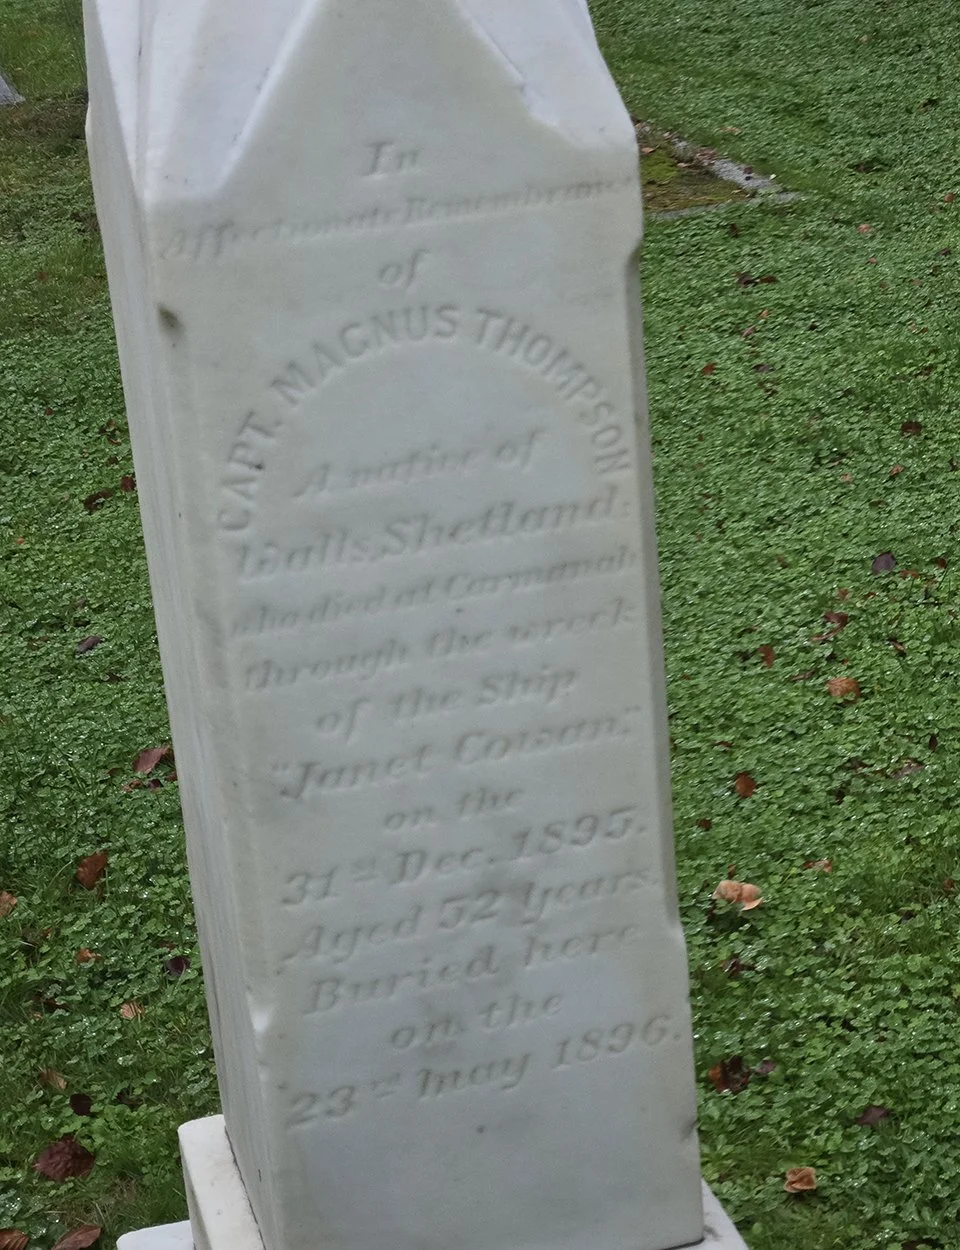 In
Affectionate Remembrance
of
CAPT. MAGNUS THOMPSON
A native of
Walls, Shetland:
who died at Carmanah
through the wreck
of the Ship
"Janet Cowan."
on the
31st Dec. 1895.
Aged 52 years.
Buried here
on the
23rd May 1896.